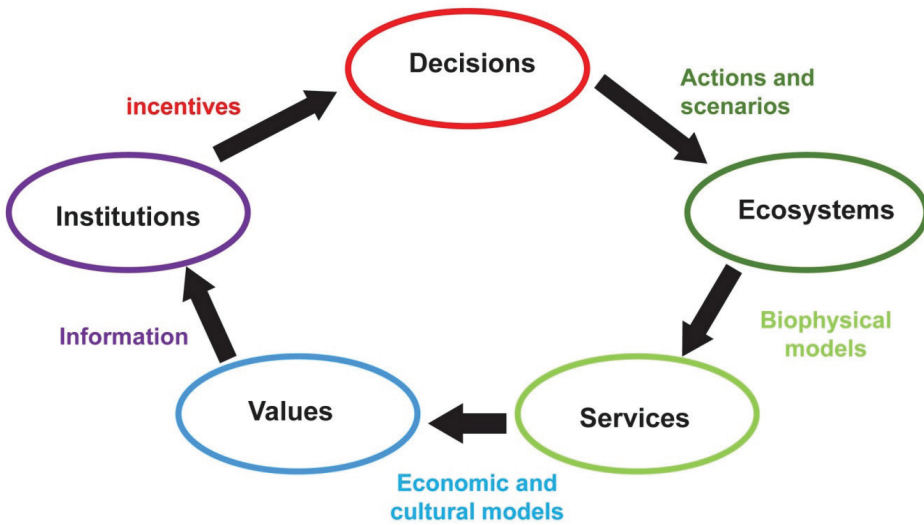 Decisions
Actions and
scenarios
incentives
Institutions
Ecosystems
Biophysical
models
Information
Values
Services
Economic and
cultural models